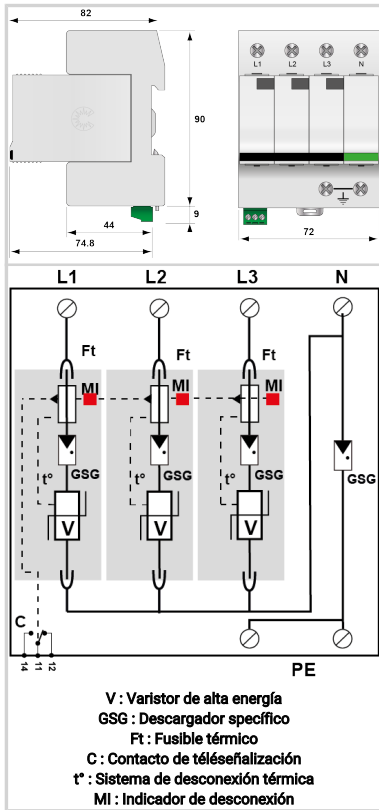 82
L1 L2 L3 N
90
9
44
74.8
72
L1 L2 L3 N
Ft Ft Ft
MI MI MI
GSG GSG GSG GSG
t° t° t°
V V V
C
14 11 12
PE
V : Varistor de alta energía
GSG : Descargador específico
Ft : Fusible térmico
C : Contacto de téléseñalización
t° : Sistema de desconexión térmica
MI : Indicador de desconexión